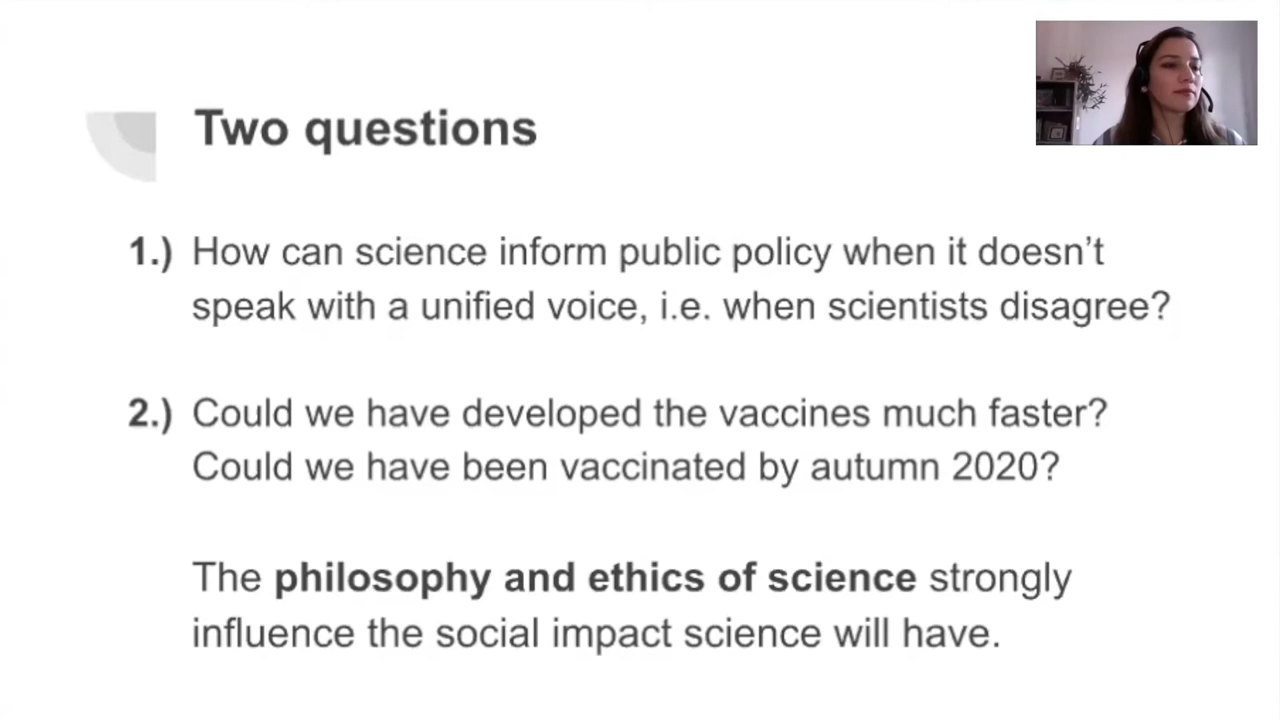 Two questions
1.) How can science inform public policy when it doesn’t
speak with a unified voice, i.e. when scientists disagree?
2.) Could we have developed the vaccines much faster?
Could we have been vaccinated by autumn 2020?
The philosophy and ethics of science strongly
influence the social impact science will have.